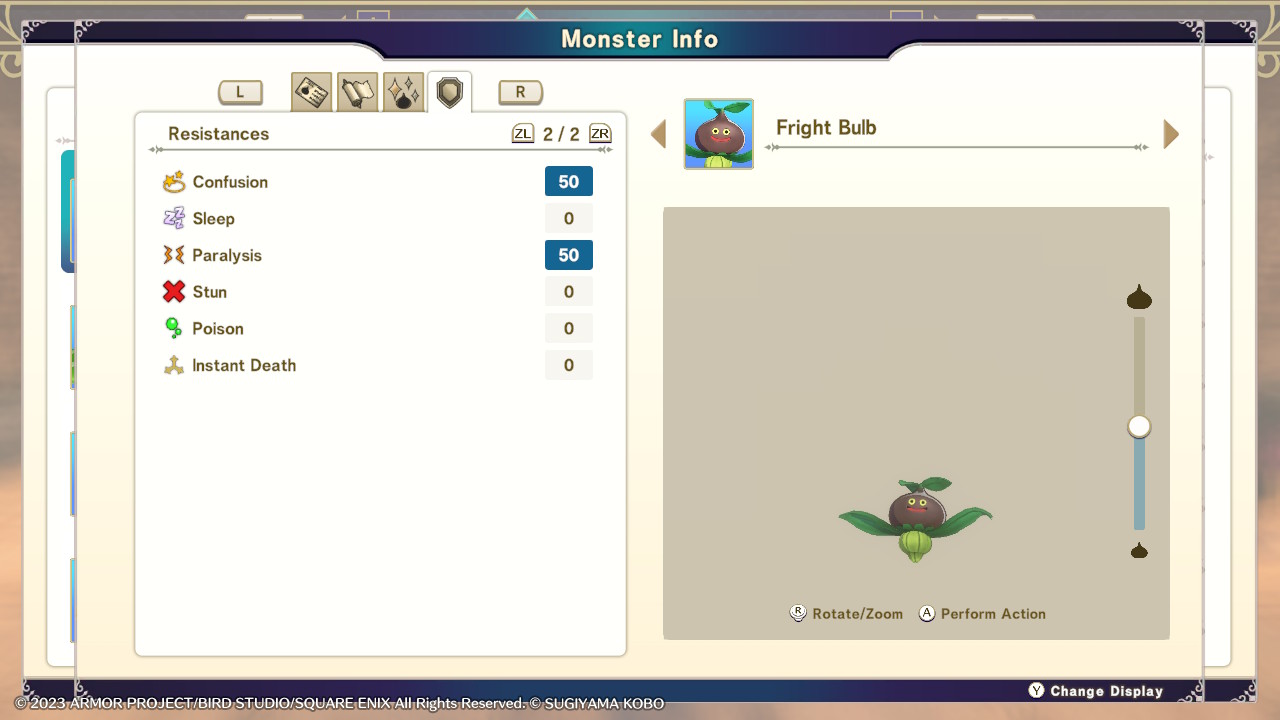 Monster Info
L
R
Resistances
ZL 2 / 2 ZR
Confusion 50
Sleep 0
Paralysis 50
Stun 0
Poison 0
Instant Death 0
Fright Bulb
R Rotate/Zoom A Perform Action
Y Change Display
© 2023 ARMOR PROJECT/BIRD STUDIO/SQUARE ENIX All Rights Reserved. © SUGIYAMA KOBO